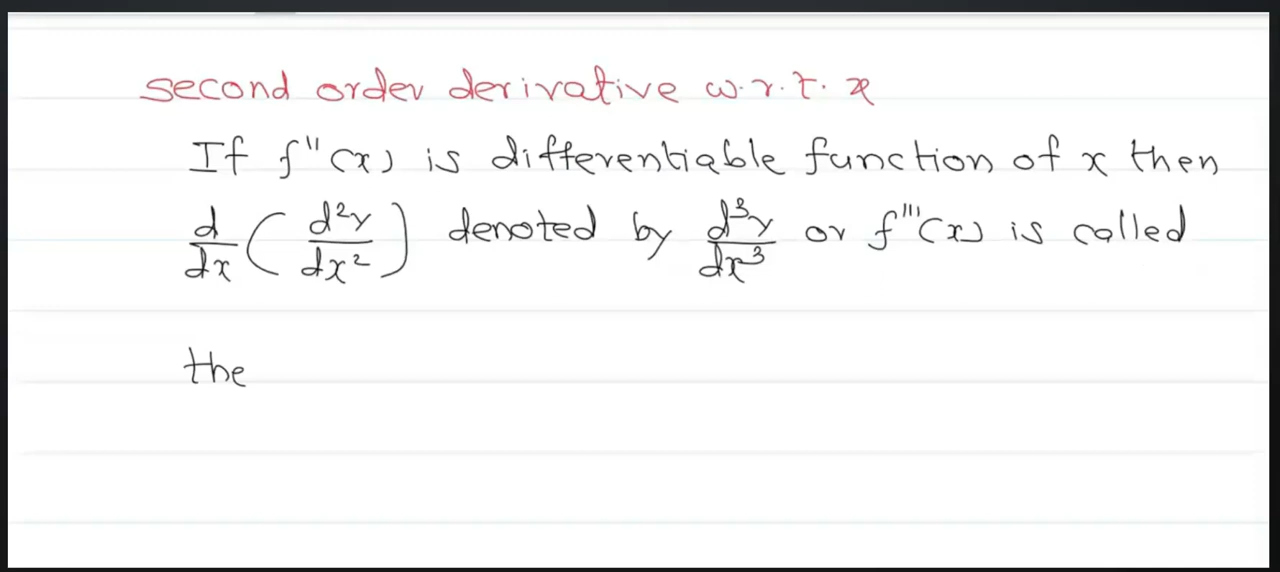 second order derivative w.r.t. x
If f''(x) is differentiable function of x then
d/dx (d²y/dx²) denoted by d³y/dx³ or f'''(x) is called
the